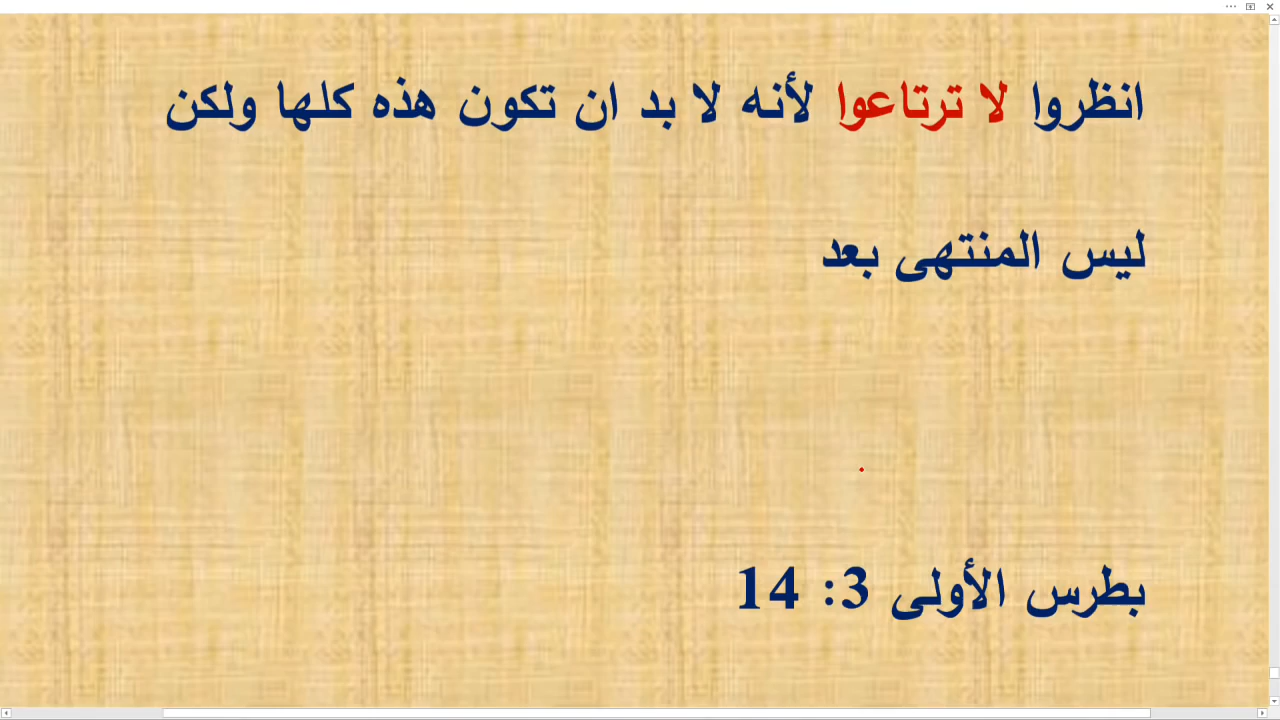 انظروا لا ترتاعوا لأنه لا بد ان تكون هذه كلها ولكن
ليس المنتهى بعد
بطرس الأولى 3: 14